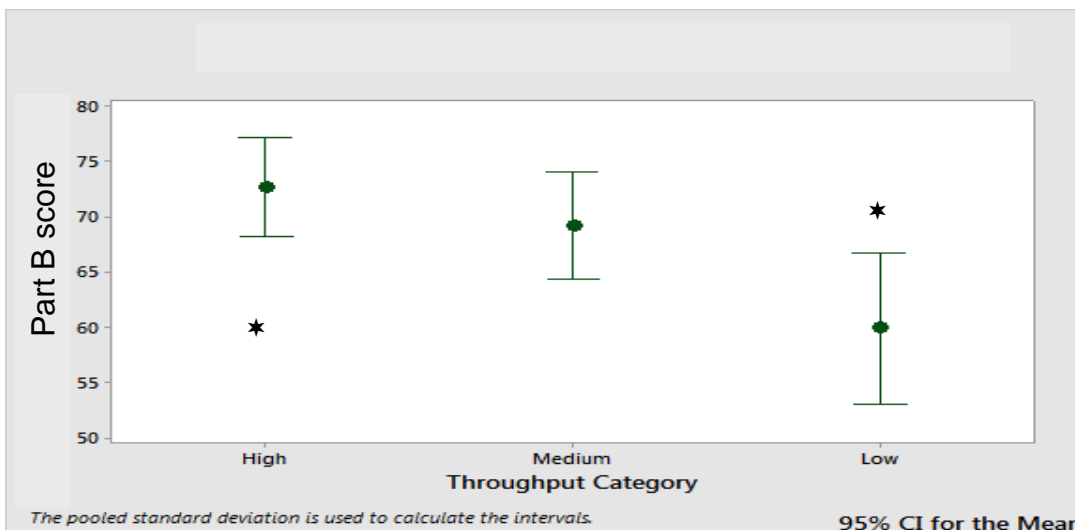 80
75
70
65
60
55
50
Part B score
High Medium Low
Throughput Category
The pooled standard deviation is used to calculate the intervals.
95% CI for the Mean